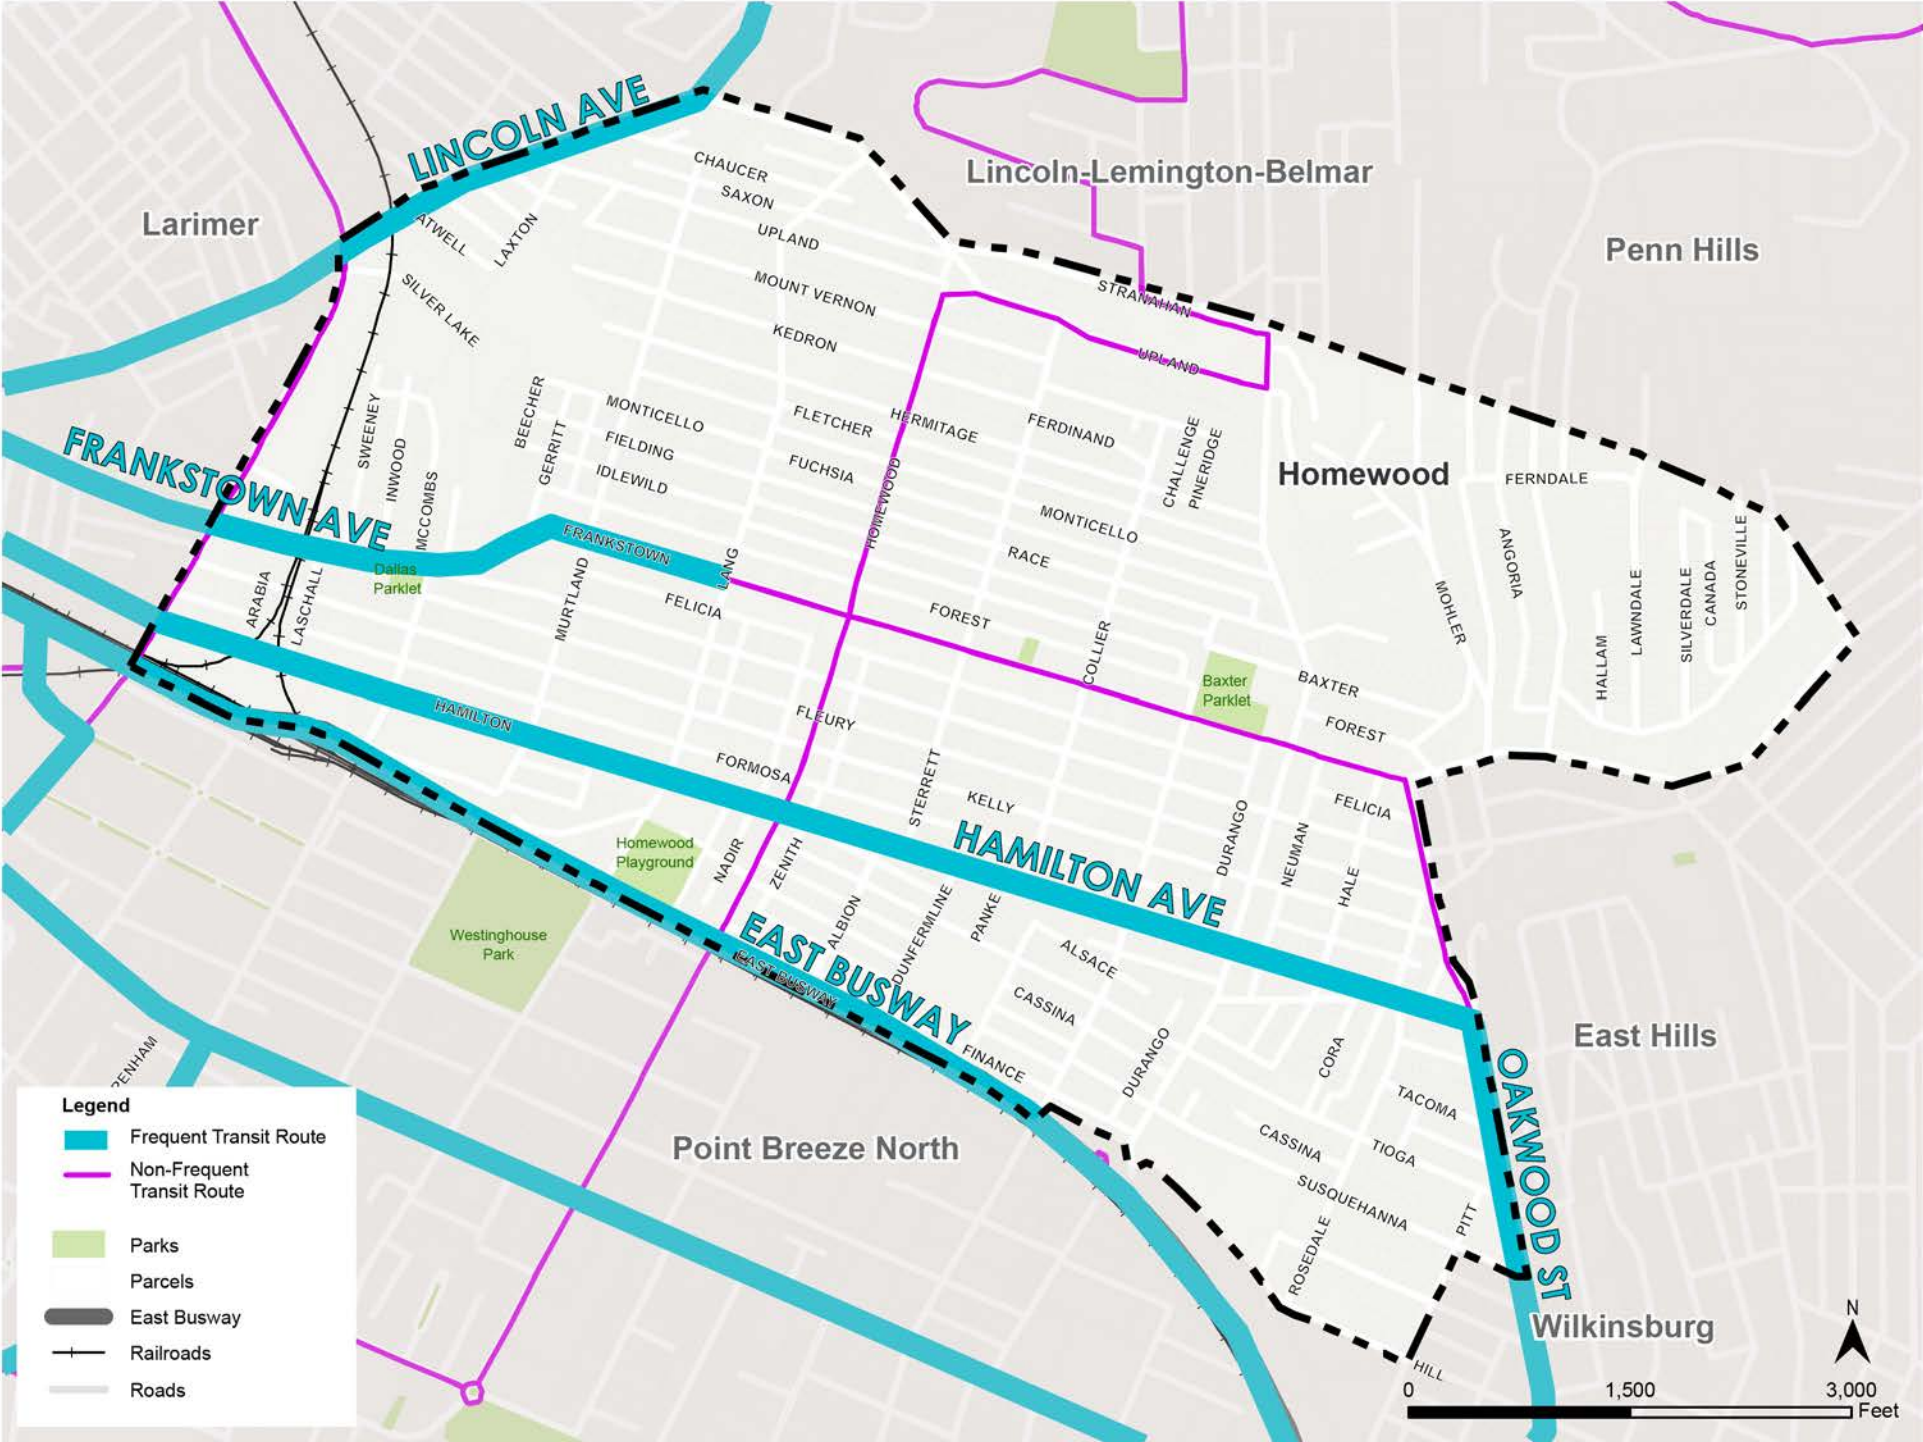 LINCOLN AVE
CHAUCER
Lincoln-Lemington-Belmar
SAXON
Larimer
ATWELL
LAXTON
UPLAND
Penn Hills
SILVER LAKE
MOUNT VERNON
STRANAHAN
KEDRON
UPLAND
SWEENEY
BEECHER
MONTICELLO
FLETCHER
HERMITAGE
FERDINAND
FRANKSTOWN AVE
INWOOD
GERRITT
FIELDING
FUCHSIA
CHALLENGE
PINERIDGE
Homewood
FERNDALE
MCCOMBS
IDLEWILD
HOMEWOOD
MONTICELLO
ANGORIA
STONEVILLE
FRANKSTOWN
LANG
RACE
Dallas
Parklet
ARABIA
LASCHALL
MURTLAND
FELICIA
FOREST
COLLIER
MOHLER
HALLAM
LAWNDALE
SILVERDALE
CANADA
Baxter
Parklet
BAXTER
HAMILTON
FLEURY
FOREST
FORMOSA
STERRETT
KELLY
FELICIA
Homewood
Playground
NADIR
ZENITH
HAMILTON AVE
DURANGO
NEUMAN
HALE
Westinghouse
Park
ALBION
DUNFERMLINE
PANKE
ALSACE
EAST BUSWAY
EAST BUSWAY
CASSINA
FINANCE
DURANGO
CORA
East Hills
OAKWOOD ST
TACOMA
PENHAM
Point Breeze North
CASSINA
TIOGA
SUSQUEHANNA
ROSEDALE
PITT
Wilkinsburg
HILL
Legend
Frequent Transit Route
Non-Frequent
Transit Route
Parks
Parcels
East Busway
Railroads
Roads
N
0 1,500 3,000
Feet